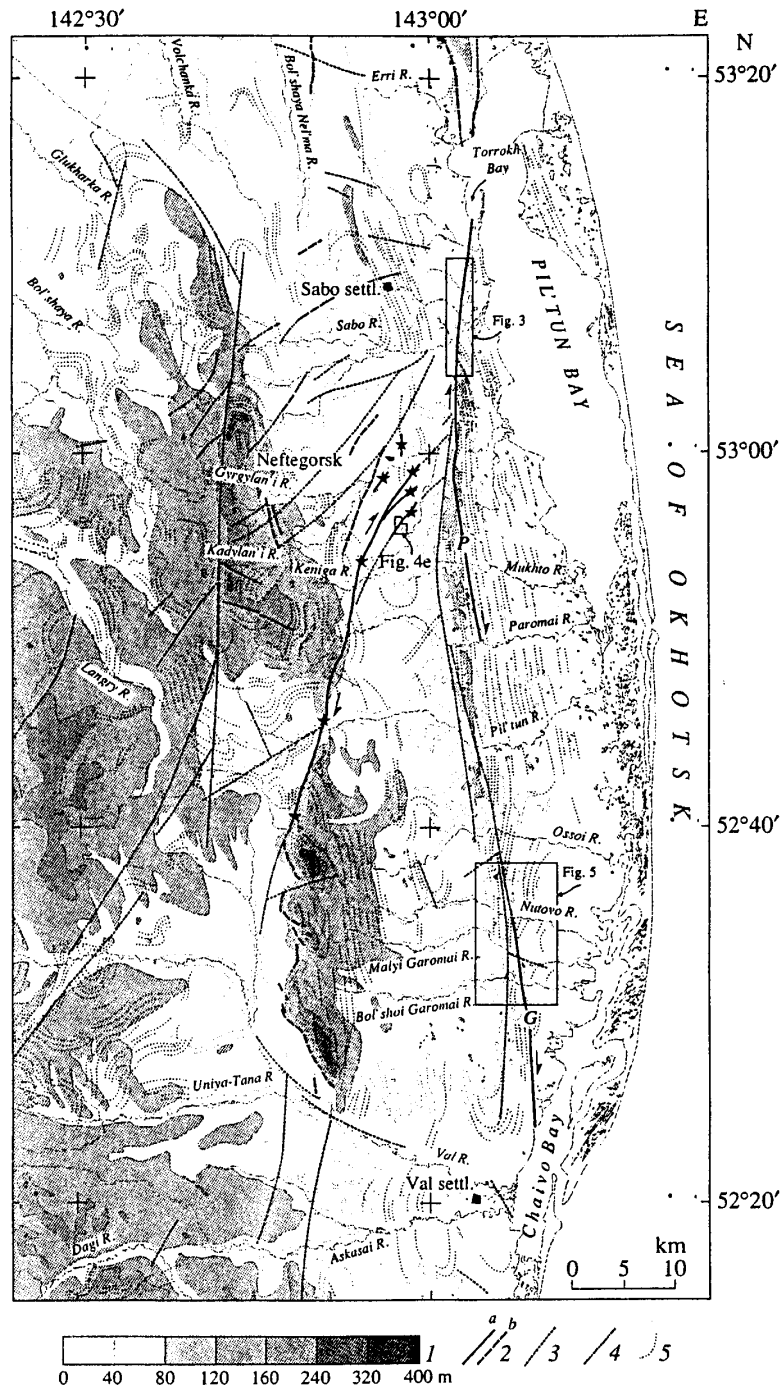 142°30′ 143°00′ E
N
53°20′
Volchanka R.
Bol'shaya Nel'ma R.
Erri R.
Torrokh
Bay
Glukharka R.
Bol'shaya R.
Sabo settl.
Sabo R.
Fig. 3
PIL'TUN BAY
SEA OF OKHOTSK
53°00′
Neftegorsk
Gyrgylan'i R.
Kadylan'i R.
Keniga R.
Fig. 4e
P
Mukhto R.
Paromai R.
Langry R.
Pil'tun R.
52°40′
Ossoi R.
Fig. 5
Nutovo R.
Malyi Garomai R.
Bol'shoi Garomai R.
G
Uniya-Tana R
Val R.
Val settl.
Chaivo Bay
52°20′
Dagi R.
Askasai R.
km
0 5 10
a b
1 2 3 4 5
0 40 80 120 160 240 320 400 m